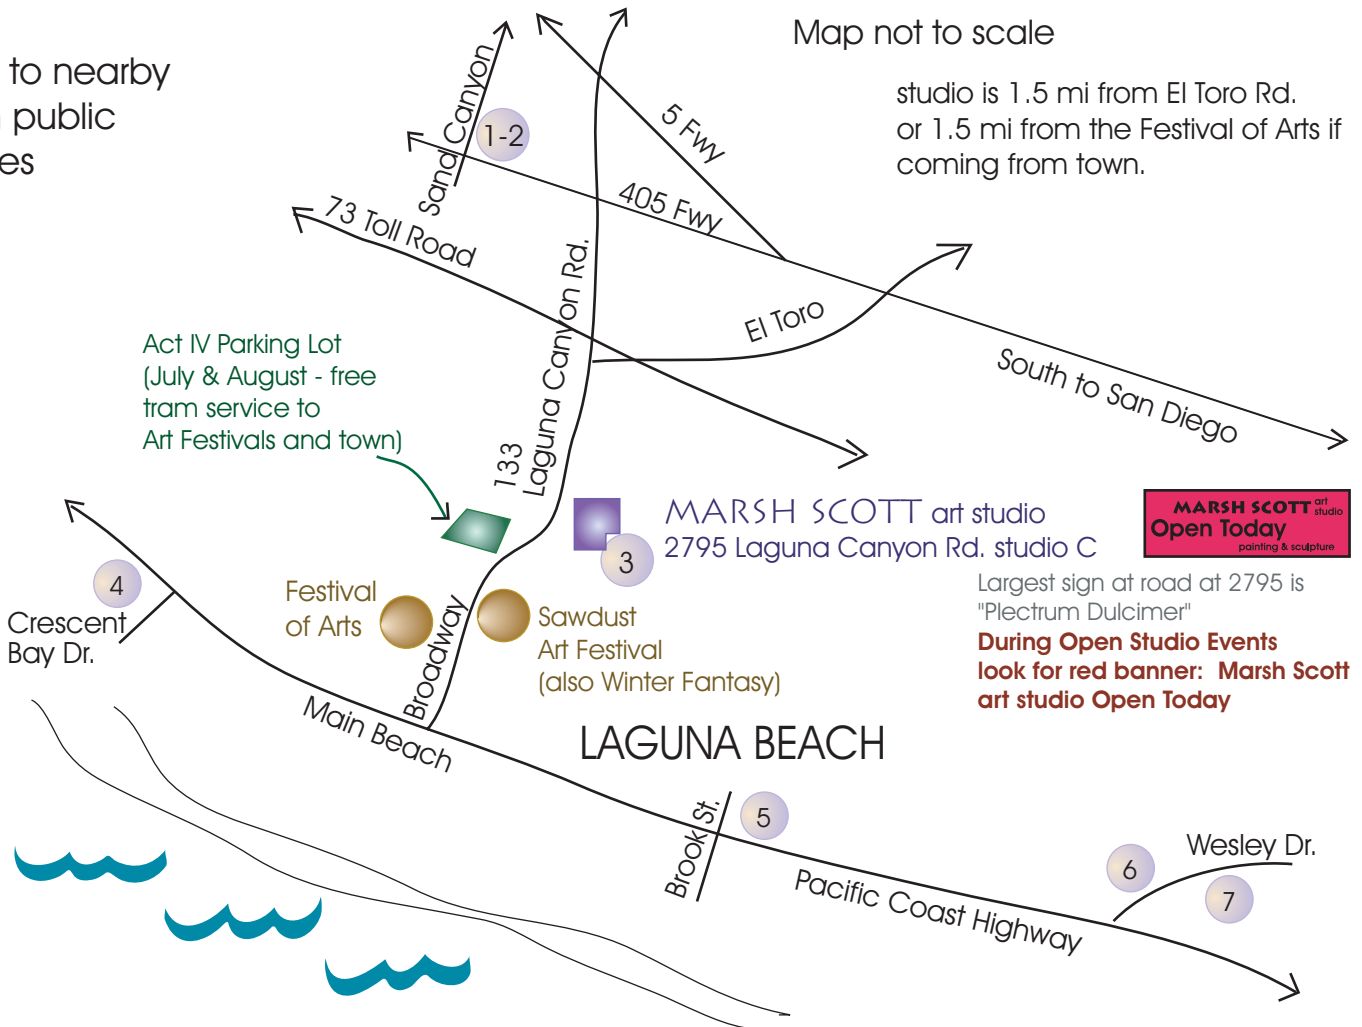 to nearby
public
es
Map not to scale
studio is 1.5 mi from El Toro Rd.
or 1.5 mi from the Festival of Arts if
coming from town.
Sand Canyon
1-2
5 Fwy
405 Fwy
73 Toll Road
133
Laguna Canyon Rd.
El Toro
South to San Diego
Act IV Parking Lot
(July & August - free
tram service to
Art Festivals and town)
MARSH SCOTT art studio
2795 Laguna Canyon Rd. studio C
3
MARSH SCOTT art studio
Open Today
painting & sculpture
Largest sign at road at 2795 is
"Plectrum Dulcimer"
During Open Studio Events
look for red banner: Marsh Scott
art studio Open Today
4
Crescent
Bay Dr.
Festival
of Arts
Broadway
Sawdust
Art Festival
(also Winter Fantasy)
Main Beach
LAGUNA BEACH
Brook St.
5
Pacific Coast Highway
6
Wesley Dr.
7